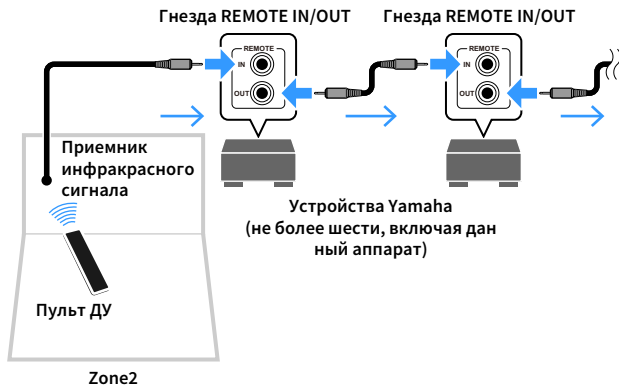 Гнезда REMOTE IN/OUT
Гнезда REMOTE IN/OUT
REMOTE
IN
OUT
REMOTE
IN
OUT
Приемник
инфракрасного
сигнала
Устройства Yamaha
(не более шести, включая дан
ный аппарат)
Пульт ДУ
Zone2